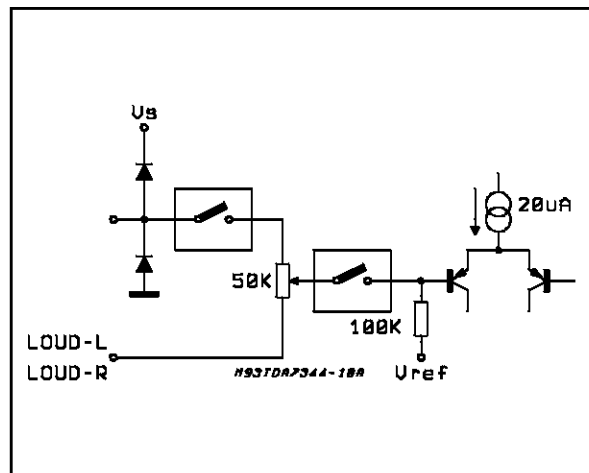 Vs
20uA
50K
100K
LOUD-L
LOUD-R
M93TDA7344-18A
Vref